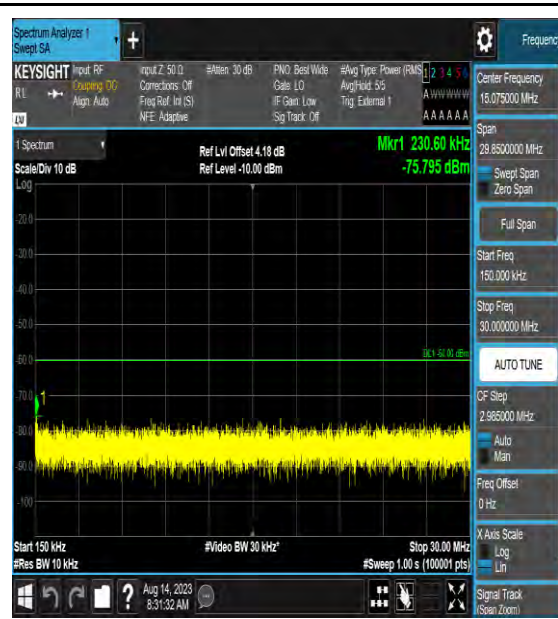 Spectrum Analyzer 1
Swept SA
+
Frequency
KEYSIGHT
RL
Input: RF
Coupling: DC
Align: Auto
Input Z: 50 Ω
Corrections: Off
Freq Ref: Int (S)
NFE: Adaptive
#Atten: 30 dB
PNO: Best Wide
Gate: LO
IF Gain: Low
Sig Track: Off
#Avg Type: Power (RMS
Avg|Hold: 5/5
Trig: External 1
1 2 3 4 5 6
A W W W W W
A A A A A A
LW
1 Spectrum
Scale/Div 10 dB
Ref Lvl Offset 4.18 dB
Ref Level -10.00 dBm
Mkr1 230.60 kHz
-75.795 dBm
Log
-20.0
-30.0
-40.0
-50.0
-60.0
-70.0
-80.0
-90.0
-100
DL1 -60.00 dBm
1
Start 150 kHz
#Res BW 10 kHz
#Video BW 30 kHz*
Stop 30.00 MHz
#Sweep 1.00 s (100001 pts)
Center Frequency
15.075000 MHz
Span
29.8500000 MHz
Swept Span
Zero Span
Full Span
Start Freq
150.000 kHz
Stop Freq
30.000000 MHz
AUTO TUNE
CF Step
2.985000 MHz
Auto
Man
Freq Offset
0 Hz
X Axis Scale
Log
Lin
Signal Track
(Span Zoom)
?
Aug 14, 2023
8:31:32 AM